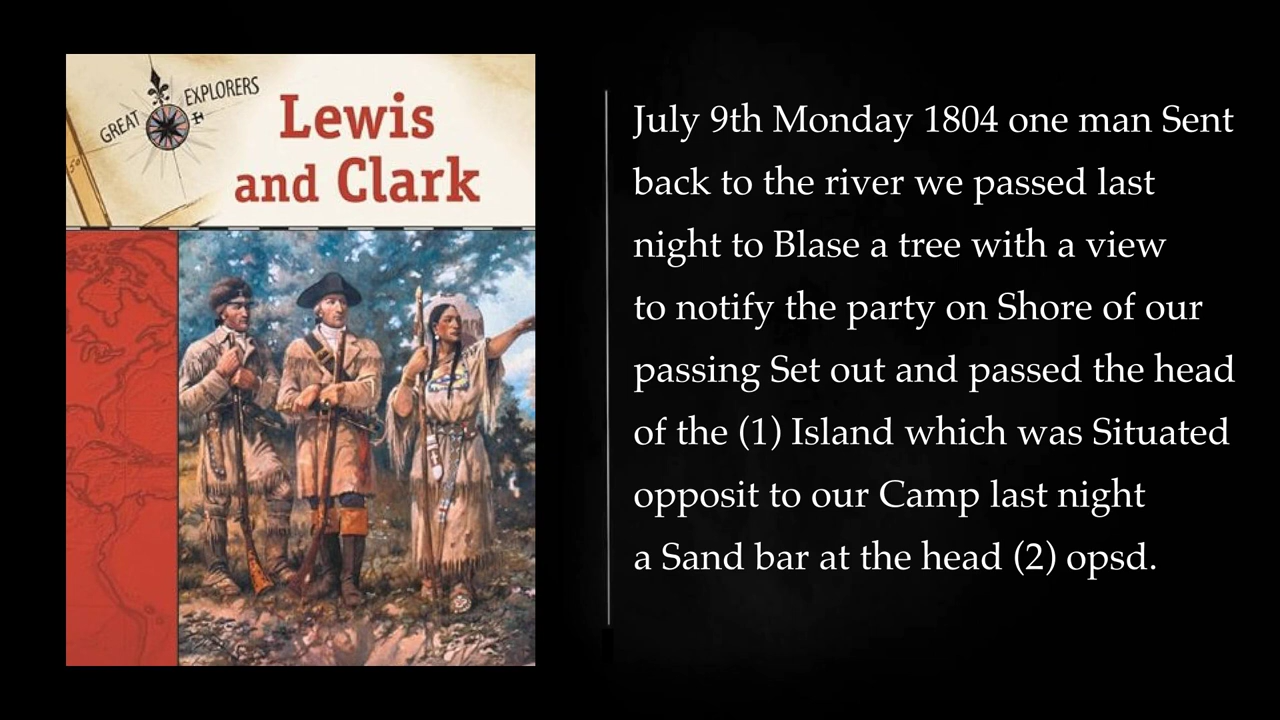 GREAT EXPLORERS
Lewis
and Clark
50
July 9th Monday 1804 one man Sent
back to the river we passed last
night to Blase a tree with a view
to notify the party on Shore of our
passing Set out and passed the head
of the (1) Island which was Situated
opposit to our Camp last night
a Sand bar at the head (2) opsd.